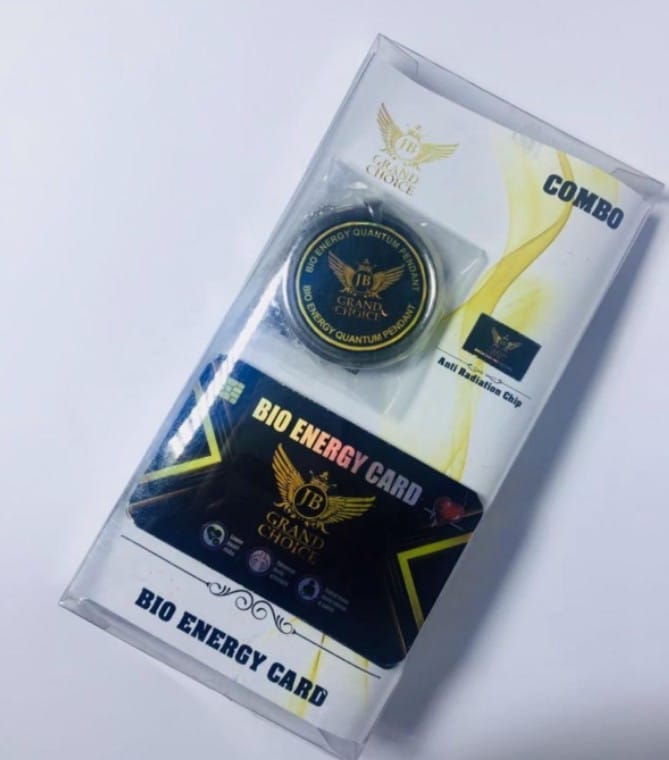 JB
GRAND
CHOICE
COMBO
BIO ENERGY QUANTUM PENDANT
JB
GRAND
CHOICE
BIO ENERGY QUANTUM PENDANT
Anti Radiation Chip
BIO ENERGY CARD
JB
GRAND
CHOICE
BIO ENERGY CARD